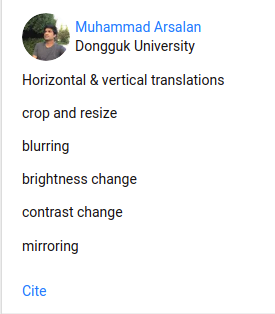 Muhammad Arsalan
Dongguk University
Horizontal & vertical translations
crop and resize
blurring
brightness change
contrast change
mirroring
Cite